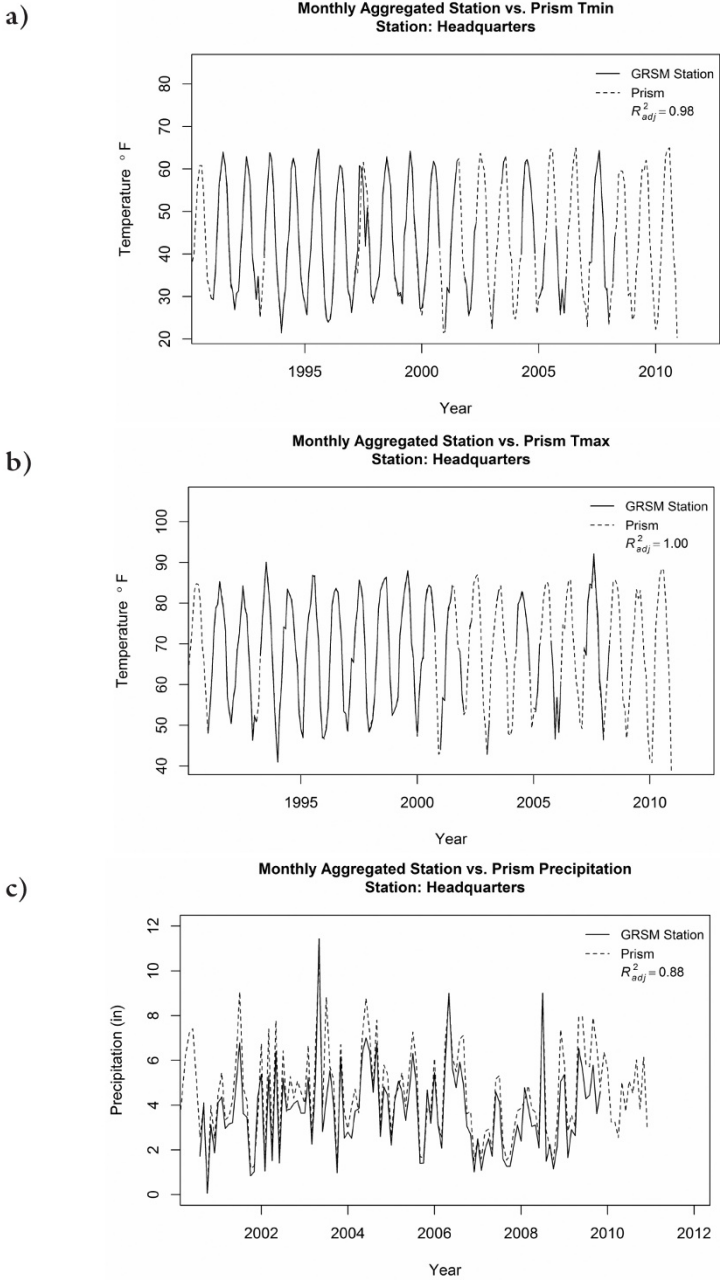 a)
Monthly Aggregated Station vs. Prism Tmin
Station: Headquarters
GRSM Station
Prism
R²adj = 0.98
Temperature ° F
80
70
60
50
40
30
20
1995
2000
2005
2010
Year
b)
Monthly Aggregated Station vs. Prism Tmax
Station: Headquarters
GRSM Station
Prism
R²adj = 1.00
Temperature ° F
100
90
80
70
60
50
40
1995
2000
2005
2010
Year
c)
Monthly Aggregated Station vs. Prism Precipitation
Station: Headquarters
GRSM Station
Prism
R²adj = 0.88
Precipitation (in)
12
10
8
6
4
2
0
2002
2004
2006
2008
2010
2012
Year